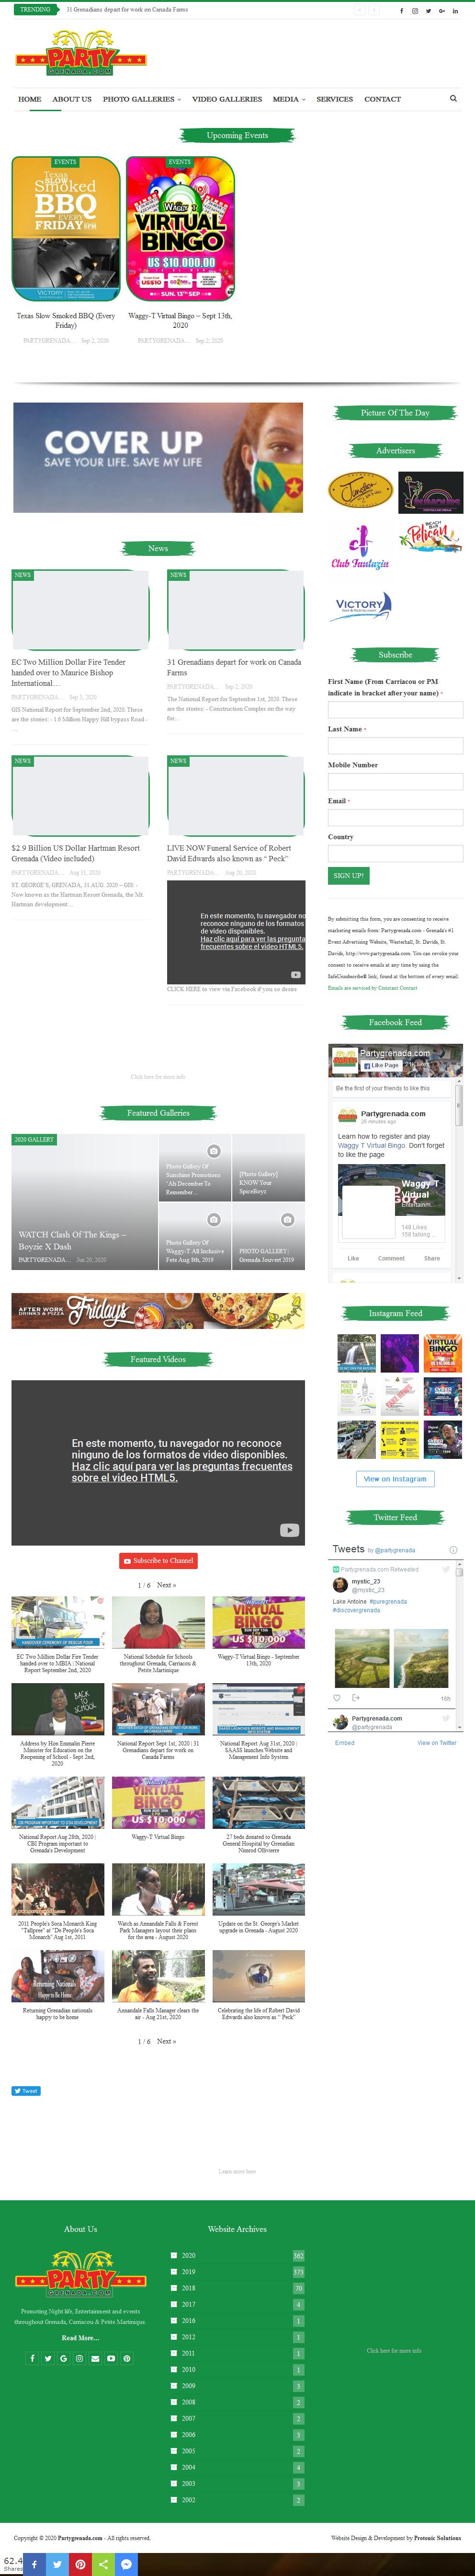 TRENDING
31 Grenadians depart for work on Canada Farms
PARTY
GRENADA.COM
HOME
ABOUT US
PHOTO GALLERIES
VIDEO GALLERIES
MEDIA
SERVICES
CONTACT
Upcoming Events
EVENTS
Texas
SLOW
Smoked
BBQ
EVERY
FRIDAY 6PM
VICTORY
EVENTS
WAGGY T
VIRTUAL
BINGO
US $10,000.00
SUN. 13TH SEP
Texas Slow Smoked BBQ (Every
Friday)
PARTYGRENADA...
Sep 2, 2020
Waggy-T Virtual Bingo – Sept 13th,
2020
PARTYGRENADA...
Sep 2, 2020
COVER UP
SAVE YOUR LIFE. SAVE MY LIFE
News
NEWS
EC Two Million Dollar Fire Tender
handed over to Maurice Bishop
International…
PARTYGRENADA...
Sep 3, 2020
GIS National Report for September 2nd, 2020. These
are the stories: - 1.6 Million Happy Hill bypass Road -
…
NEWS
31 Grenadians depart for work on Canada
Farms
PARTYGRENADA...
Sep 2, 2020
The National Report for September 1st, 2020. These
are the stories: - Construction Complex on the way
for…
NEWS
$2.9 Billion US Dollar Hartman Resort
Grenada (Video included)
PARTYGRENADA...
Aug 31, 2020
ST. GEORGE'S, GRENADA, 31 AUG. 2020 – GIS: -
Now known as the Hartman Resort Grenada, the Mt.
Hartman development…
NEWS
LIVE NOW Funeral Service of Robert
David Edwards also known as “ Peck”
PARTYGRENADA...
Aug 20, 2020
En este momento, tu navegador no
reconoce ninguno de los formatos
de video disponibles.
Haz clic aquí para ver las pregunta
frecuentes sobre el video HTML5.
CLICK HERE to view via Facebook if you so desire
Click here for more info
Featured Galleries
2020 GALLERY
WATCH Clash Of The Kings –
Boyzie X Dash
PARTYGRENADA...
Jun 20, 2020
Photo Gallery Of
Sunshine Promotions
"Ah December To
Remember…
[Photo Gallery]
KNOW Your
SpiceBoyz
Photo Gallery Of
Waggy-T All Inclusive
Fete Aug 8th, 2019
PHOTO GALLERY |
Grenada Jouvert 2019
AFTER WORK
DRINKS & PIZZA
Fridays
Featured Videos
En este momento, tu navegador no reconoce
ninguno de los formatos de video disponibles.
Haz clic aquí para ver las preguntas frecuentes
sobre el video HTML5.
Subscribe to Channel
1 / 6 Next »
EC Two Million Dollar Fire Tender
handed over to MBIA | National
Report September 2nd, 2020
National Schedule for Schools
throughout Grenada, Carriacou &
Petite Martinique
Waggy-T Virtual Bingo - September
13th, 2020
Address by Hon Emmalin Pierre
Minister for Education on the
Reopening of School - Sept 2nd,
2020
National Report Sept 1st, 2020 | 31
Grenadians depart for work on
Canada Farms
National Report Aug 31st, 2020 |
SAASS launches Website and
Management Info System
National Report Aug 28th, 2020 |
CBI Program important to
Grenada's Development
Waggy-T Virtual Bingo
27 beds donated to Grenada
General Hospital by Grenadian
Nimrod Ollivierre
2011 People's Soca Monarch King
"Tallpree" at "De People's Soca
Monarch" Aug 1st, 2011
Watch as Annandale Falls & Forest
Park Managers layout their plans
for the area - August 2020
Update on the St. George's Market
upgrade in Grenada - August 2020
Returning Grenadian nationals
happy to be home
Annandale Falls Manager clears the
air - Aug 21st, 2020
Celebrating the life of Robert David
Edwards also known as “ Peck”
1 / 6 Next »
Tweet
Learn more here
Picture Of The Day
Advertisers
Junction
Club Fantazia
BEACH BAR
Pelican
VICTORY
Subscribe
First Name (From Carriacou or PM
indicate in bracket after your name) *
Last Name *
Mobile Number
Email *
Country
SIGN UP!
By submitting this form, you are consenting to receive
marketing emails from: Partygrenada.com - Grenada's #1
Event Advertising Website, Westerhall, St. Davids, St.
Davids, http://www.partygrenada.com. You can revoke your
consent to receive emails at any time by using the
SafeUnsubscribe® link, found at the bottom of every email.
Emails are serviced by Constant Contact
Facebook Feed
Partygrenada.com
Like Page
Be the first of your friends to like this
Partygrenada.com
26 minutes ago
Learn how to register and play
Waggy T Virtual Bingo. Don't forget
to like the page
Waggy-T
Virtual
Entertainm…
148 Likes
158 talking …
Like
Comment
Share
Instagram Feed
View on Instagram
Twitter Feed
Tweets by @partygrenada
Partygrenada.com Retweeted
mystic_23
@mystic_23
Lake Antoine #puregrenada
#discovergrenada
16h
Partygrenada.com
@partygrenada
Embed
View on Twitter
About Us
PARTY
GRENADA.COM
Promoting Night life, Entertainment and events
throughout Grenada, Carriacou & Petite Martinique.
Read More...
Website Archives
2020 362
2019 373
2018 70
2017 4
2016 1
2012 1
2011 1
2010 1
2009 3
2008 2
2007 2
2006 3
2005 2
2004 4
2003 3
2002 2
Click here for more info
Copyright © 2020 Partygrenada.com - All rights reserved.
Website Design & Development by Protonic Solutions
62.4
Shares